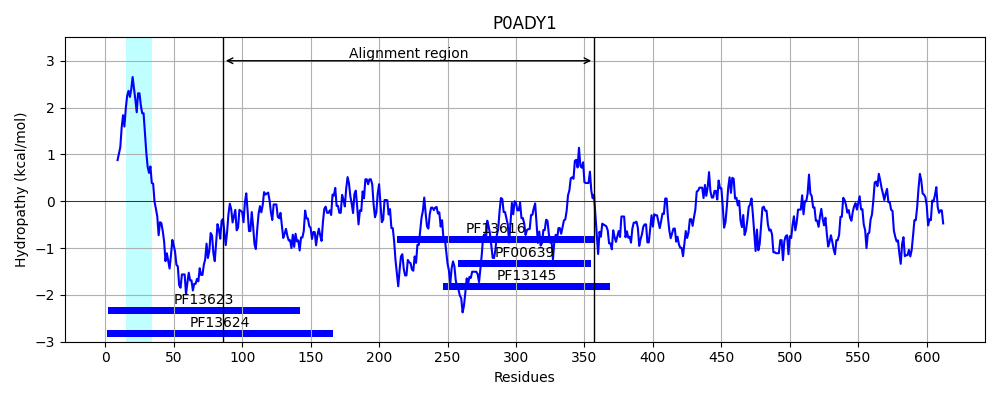 P0ADY1
Alignment region
PF13616
PF00639
PF13145
PF13623
PF13624
3
2
1
0
−1
−2
−3
Hydropathy (kcal/mol)
0 50 100 150 200 250 300 350 400 450 500 550 600
Residues